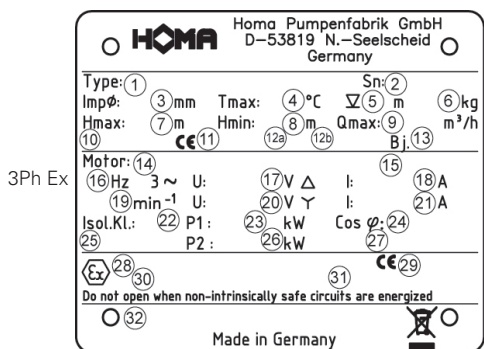 HOMA Homa Pumpenfabrik GmbH
D-53819 N.-Seelscheid
Germany
Type: 1 Sn: 2
ImpØ: 3 mm Tmax: 4 °C 5 m 6 kg
Hmax: 7 m Hmin: 8 m Qmax: 9 m³/h
10 CE 11 12a 12b Bj. 13
Motor: 14 15
3Ph Ex
16 Hz 3~ U: 17 V △ I: 18 A
19 min⁻¹ U: 20 V Y I: 21 A
Isol.Kl.: 22 P1: 23 kW Cos φ: 24
25 P2: 26 kW 27
Ex 28 CE 29
30 31
Do not open when non-intrinsically safe circuits are energized
32
Made in Germany